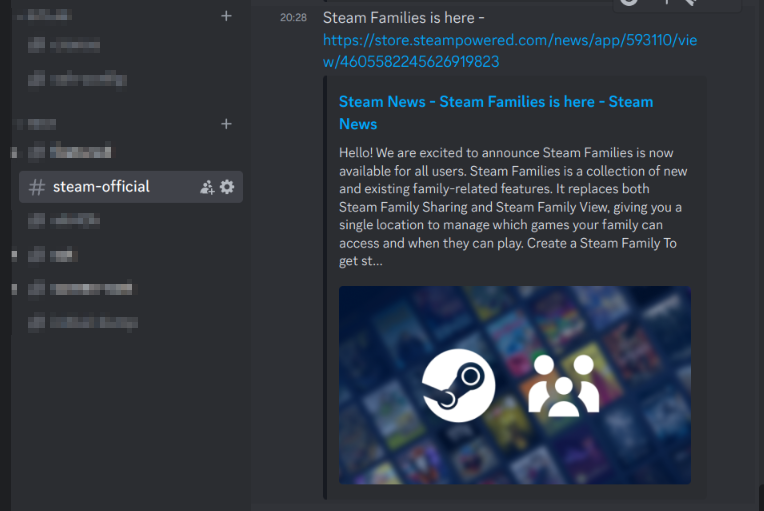 steam-official
20:28
Steam Families is here -
https://store.steampowered.com/news/app/593110/vie
w/4605582245626919823
Steam News - Steam Families is here - Steam
News
Hello! We are excited to announce Steam Families is now
available for all users. Steam Families is a collection of new
and existing family-related features. It replaces both
Steam Family Sharing and Steam Family View, giving you a
single location to manage which games your family can
access and when they can play. Create a Steam Family To
get st...